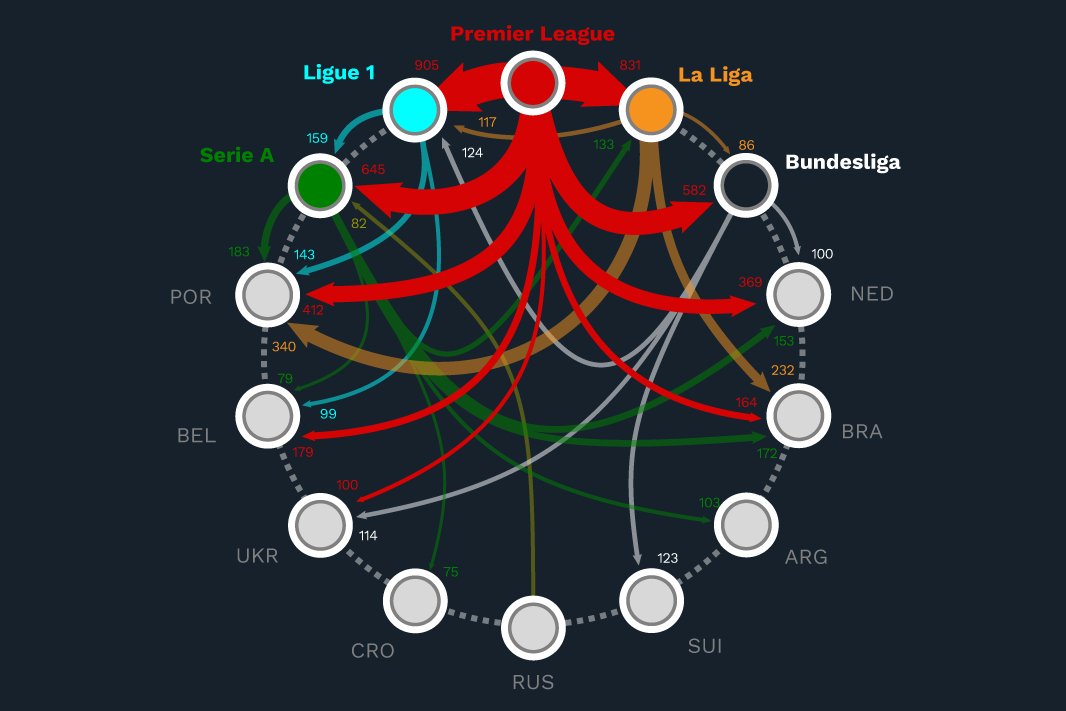 Premier League
905
831
Ligue 1
La Liga
117
159
124
133
86
Serie A
Bundesliga
645
582
82
183
143
100
POR
412
369
NED
340
153
79
232
99
164
BEL
179
172
BRA
100
103
UKR
114
123
ARG
75
CRO
SUI
RUS